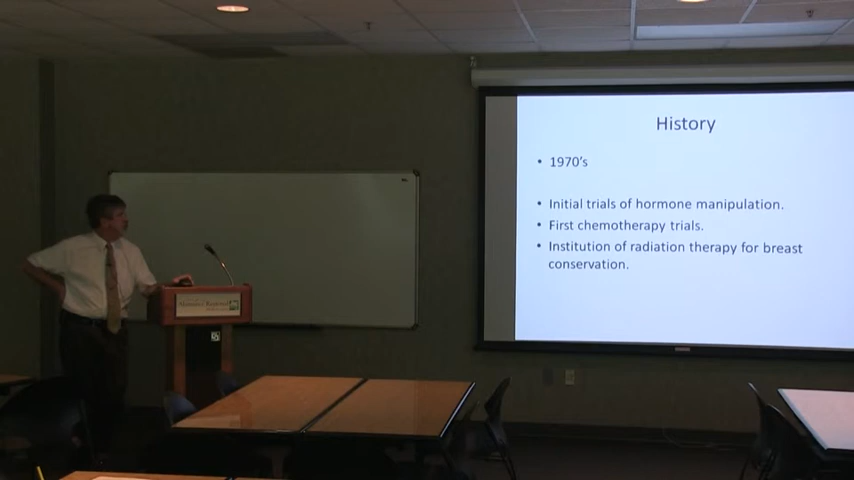 History
• 1970's
• Initial trials of hormone manipulation.
• First chemotherapy trials.
• Institution of radiation therapy for breast
conservation.